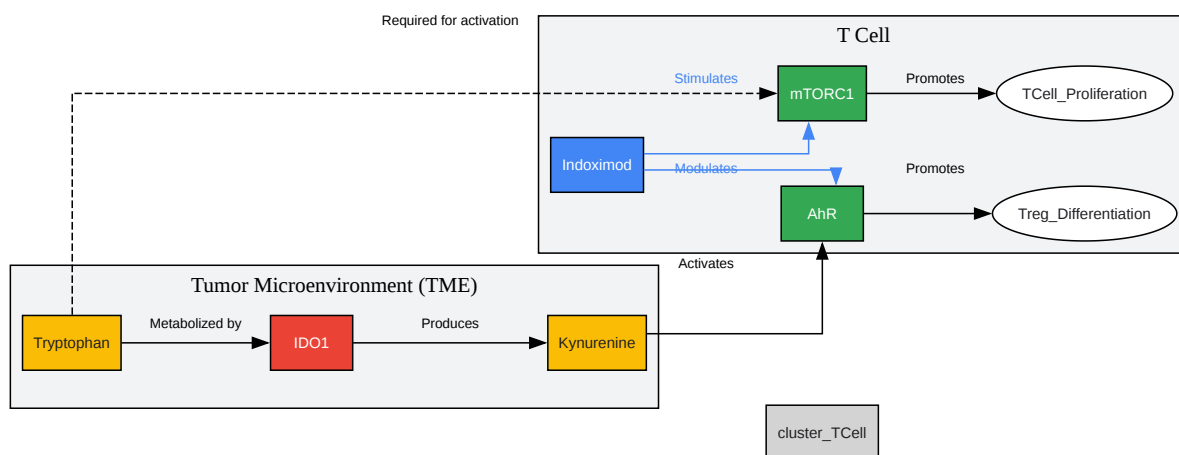 Required for activation
T Cell
Stimulates
mTORC1
Promotes
TCell_Proliferation
Indoximod
Modulates
Promotes
AhR
Treg_Differentiation
Activates
Tumor Microenvironment (TME)
Tryptophan
Metabolized by
IDO1
Produces
Kynurenine
cluster_TCell